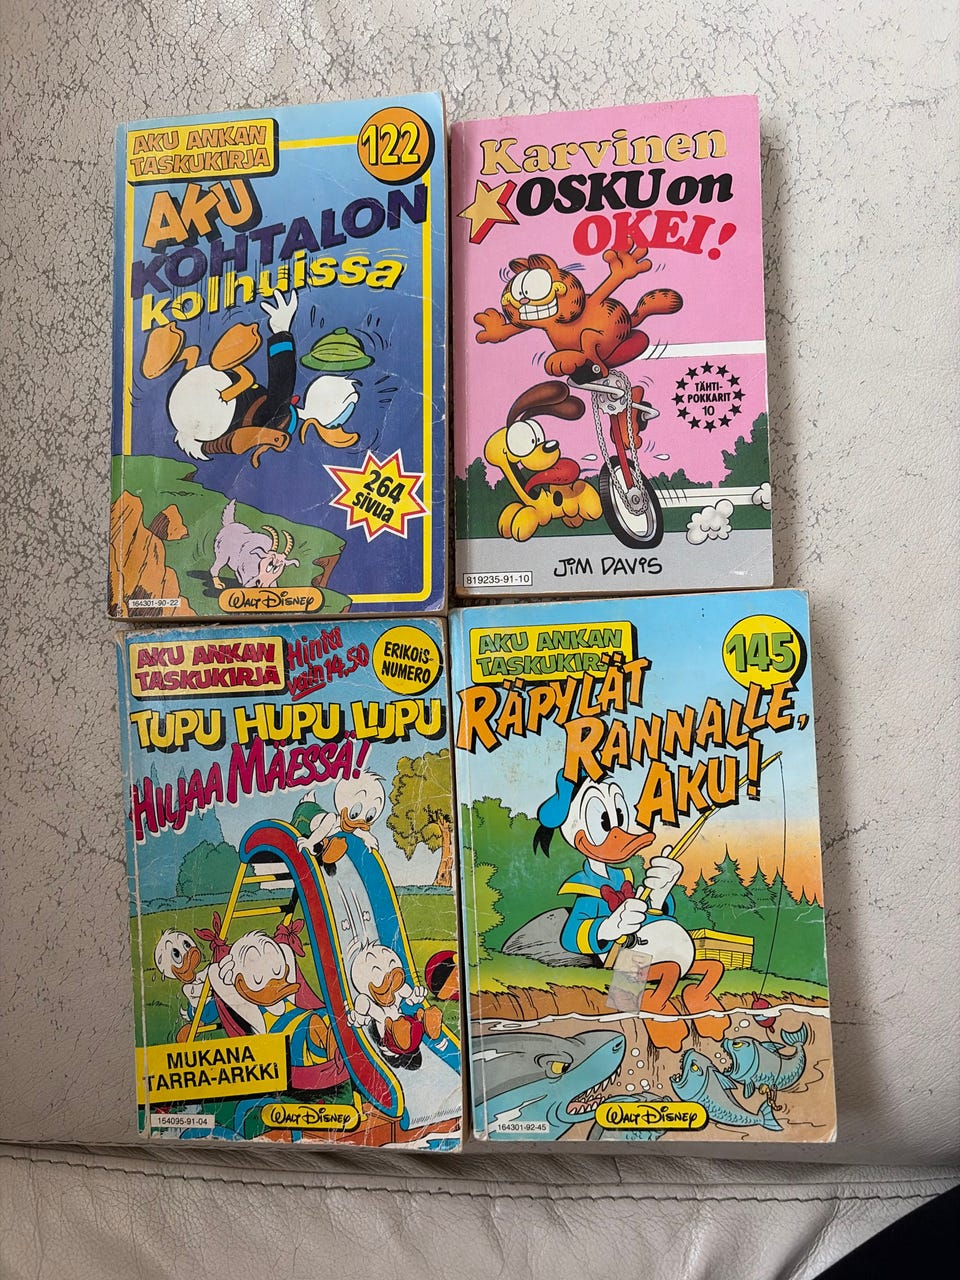 AKU ANKAN
TASKUKIRJA
122
AKU
KOHTALON
kolhuissa
264
sivua
164301-90-22
WALT DISNEY
Karvinen
OSKU on
OKEI!
TÄHTI-
POKKARIT
10
JIM DAVIS
819235-91-10
AKU ANKAN
TASKUKIRJA
Hinta
vain 14,50
ERIKOIS-
NUMERO
TUPU HUPU LUPU
HILJAA MÄESSÄ!
MUKANA
TARRA-ARKKI
164095-91-04
WALT DISNEY
AKU ANKAN
TASKUKIRJA
145
RÄPYLÄT
RANNALLE,
AKU!
164301-92-45
WALT DISNEY